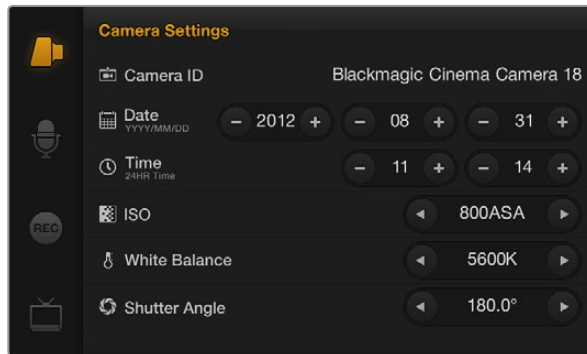 Camera Settings
Camera ID Blackmagic Cinema Camera 18
Date - 2012 + - 08 + - 31 +
YYYY/MM/DD
Time - 11 + - 14 +
24HR Time
ISO 800ASA
REC
White Balance 5600K
Shutter Angle 180.0°